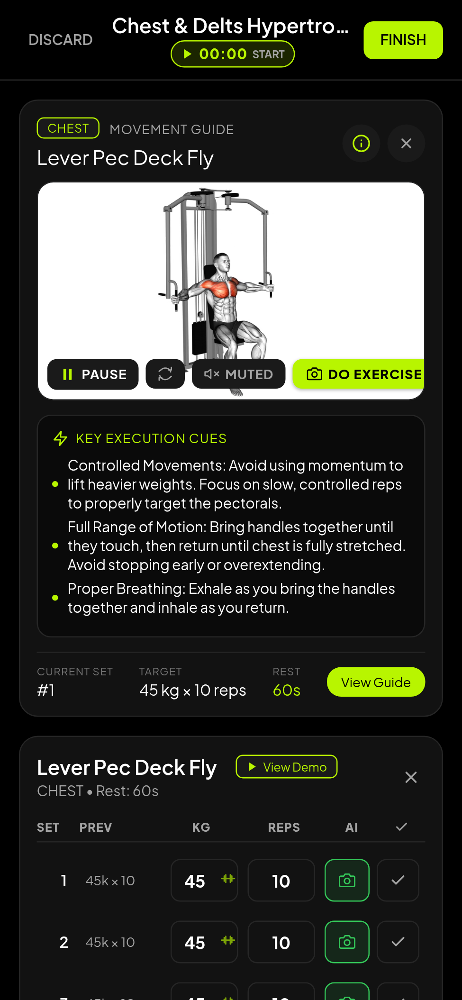 DISCARD
Chest & Delts Hypertro...
00:00 START
FINISH
CHEST
MOVEMENT GUIDE
Lever Pec Deck Fly
PAUSE
MUTED
DO EXERCISE
KEY EXECUTION CUES
Controlled Movements: Avoid using momentum to
lift heavier weights. Focus on slow, controlled reps
to properly target the pectorals.
Full Range of Motion: Bring handles together until
they touch, then return until chest is fully stretched.
Avoid stopping early or overextending.
Proper Breathing: Exhale as you bring the handles
together and inhale as you return.
CURRENT SET
#1
TARGET
45 kg × 10 reps
REST
60s
View Guide
Lever Pec Deck Fly
View Demo
CHEST • Rest: 60s
SET PREV KG REPS AI
1 45k × 10 45 10
2 45k × 10 45 10